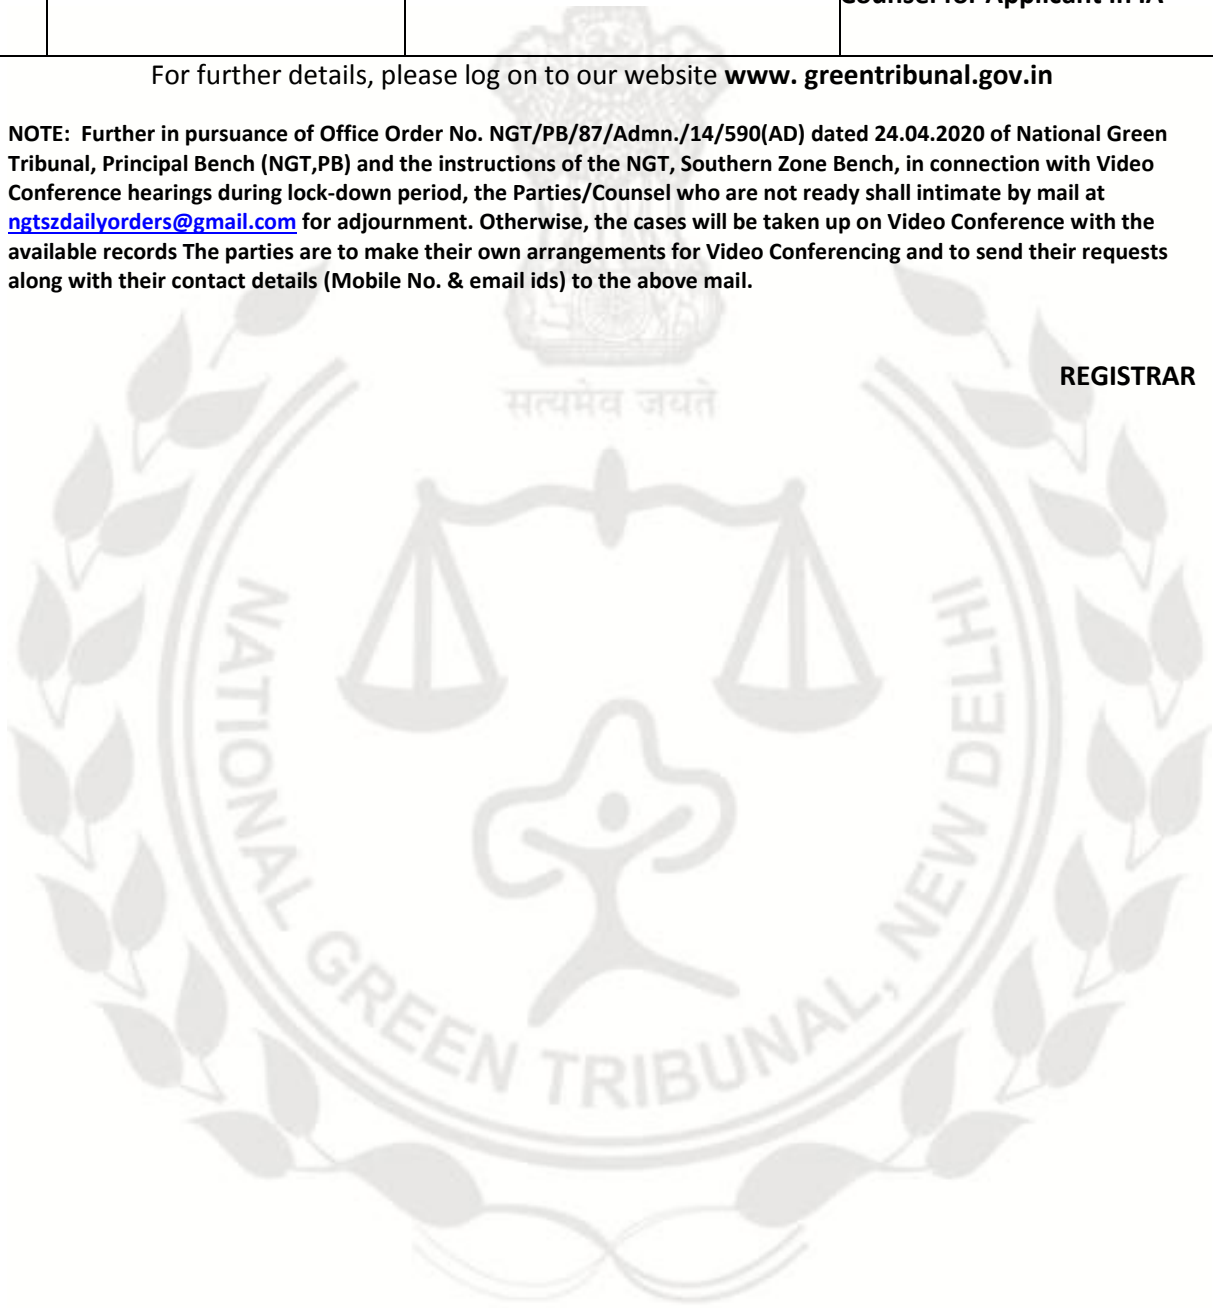 Counsel for Applicant in IA
For further details, please log on to our website www. greentribunal.gov.in
NOTE: Further in pursuance of Office Order No. NGT/PB/87/Admn./14/590(AD) dated 24.04.2020 of National Green
Tribunal, Principal Bench (NGT,PB) and the instructions of the NGT, Southern Zone Bench, in connection with Video
Conference hearings during lock-down period, the Parties/Counsel who are not ready shall intimate by mail at
ngtszdailyorders@gmail.com for adjournment. Otherwise, the cases will be taken up on Video Conference with the
available records The parties are to make their own arrangements for Video Conferencing and to send their requests
along with their contact details (Mobile No. & email ids) to the above mail.
REGISTRAR
सत्यमेव जयते
NATIONAL GREEN TRIBUNAL, NEW DELHI